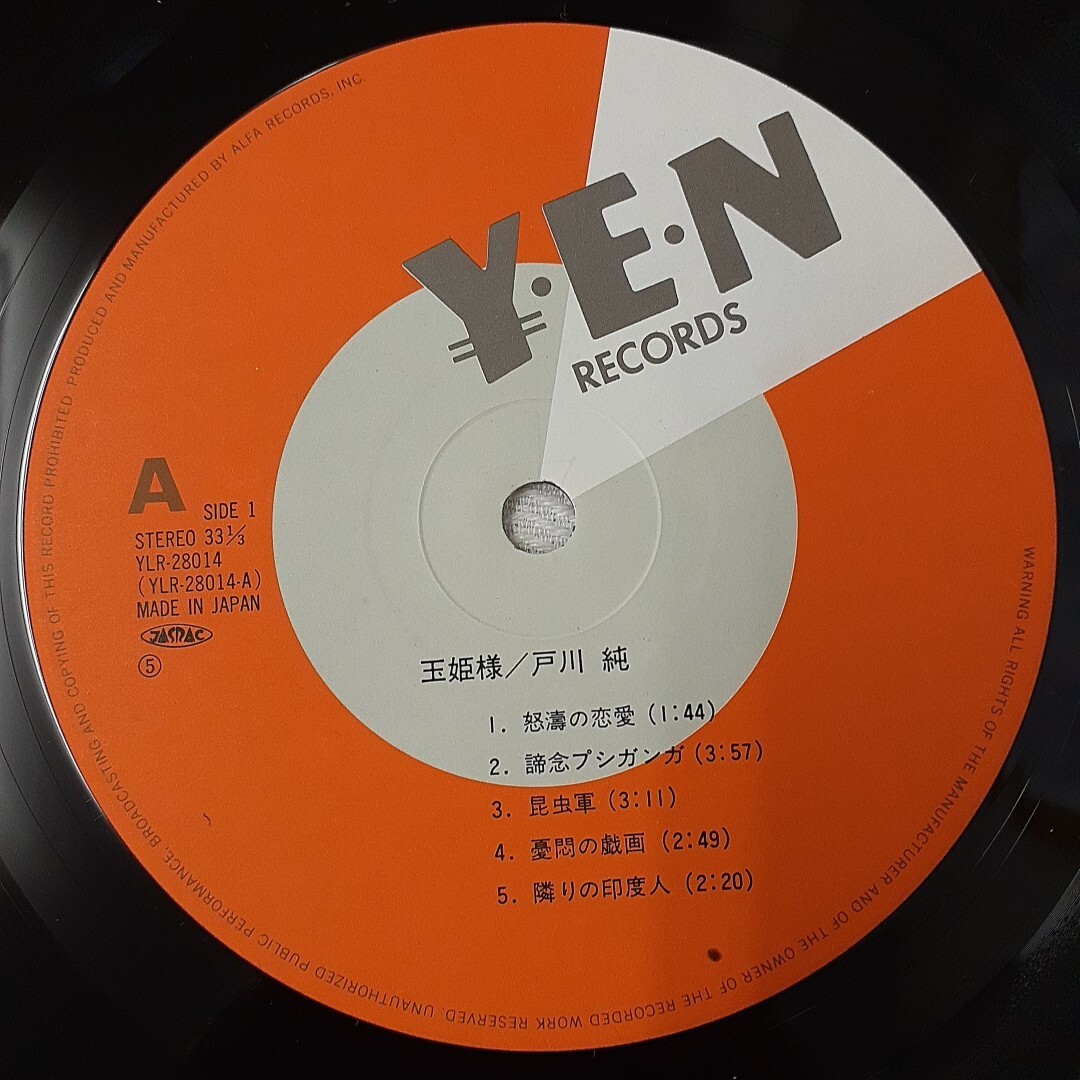 Y·E·N
RECORDS
A
SIDE 1
STEREO 33⅓
YLR-28014
(YLR-28014-A)
MADE IN JAPAN
JASRAC
⑤
玉姫様/戸川 純
1. 怒濤の恋愛 (1:44)
2. 諦念プシガンガ (3:57)
3. 昆虫軍 (3:11)
4. 憂悶の戯画 (2:49)
5. 隣りの印度人 (2:20)
WARNING ALL RIGHTS OF THE MANUFACTURER AND OF THE OWNER OF THE RECORDED WORK RESERVED. UNAUTHORIZED PUBLIC PERFORMANCE, BROADCASTING AND COPYING OF THIS RECORD PROHIBITED. PRODUCED AND MANUFACTURED BY ALFA RECORDS, INC.